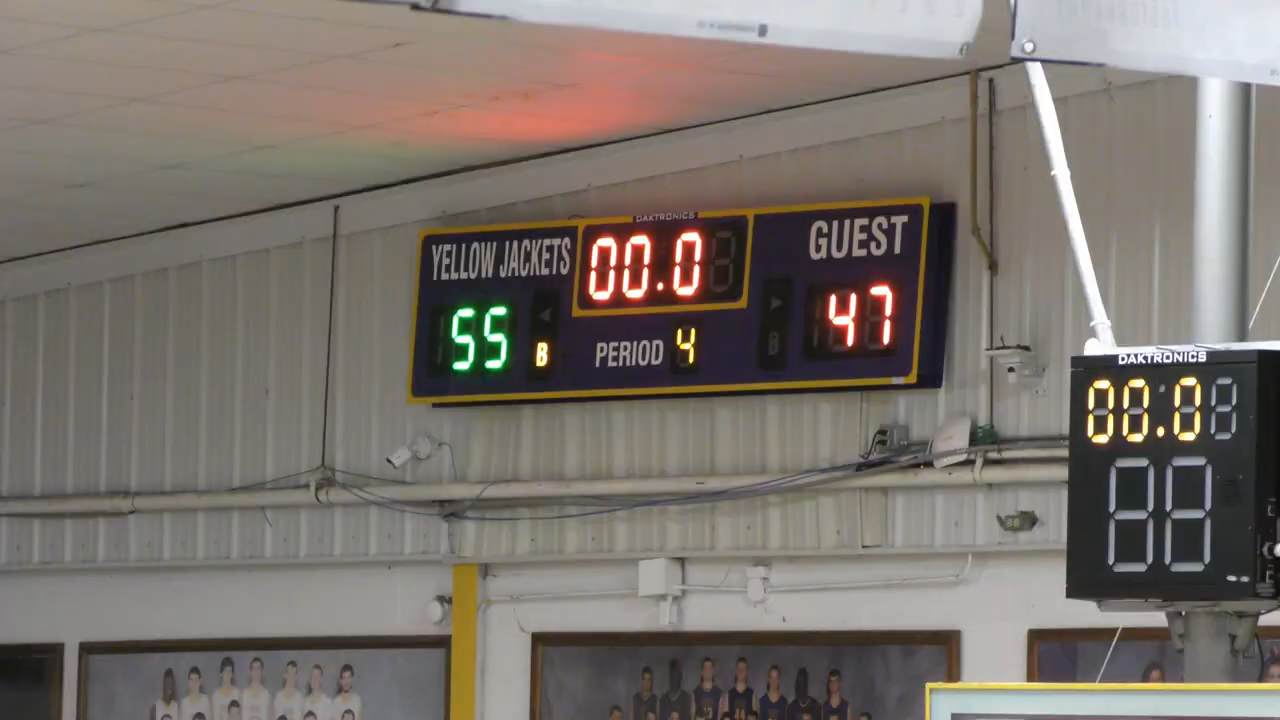 DAKTRONICS
YELLOW JACKETS 00.0 GUEST
55 B PERIOD 4 47
DAKTRONICS
00.0